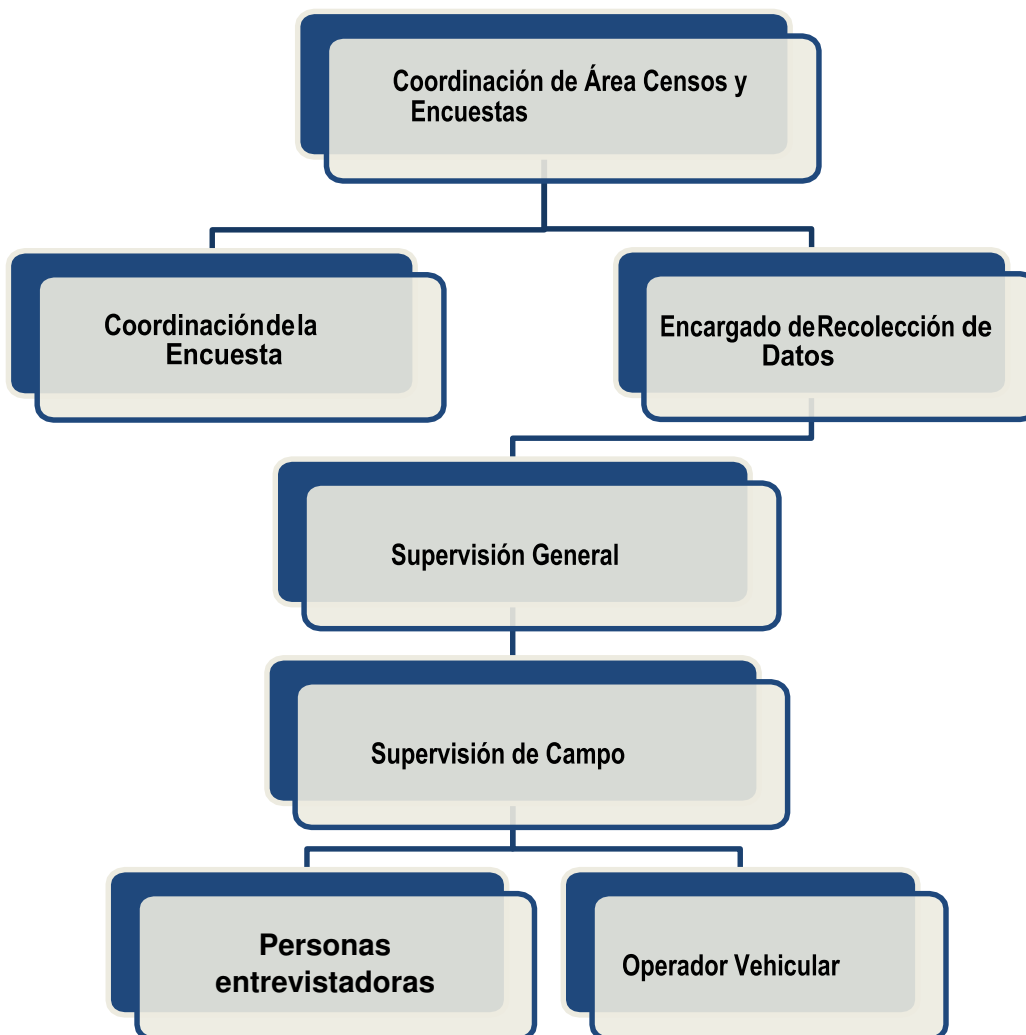 Coordinación de Área Censos y
Encuestas
Coordinacióndela
Encuesta
Encargado deRecolección de
Datos
Supervisión General
Supervisión de Campo
Personas
entrevistadoras
Operador Vehicular